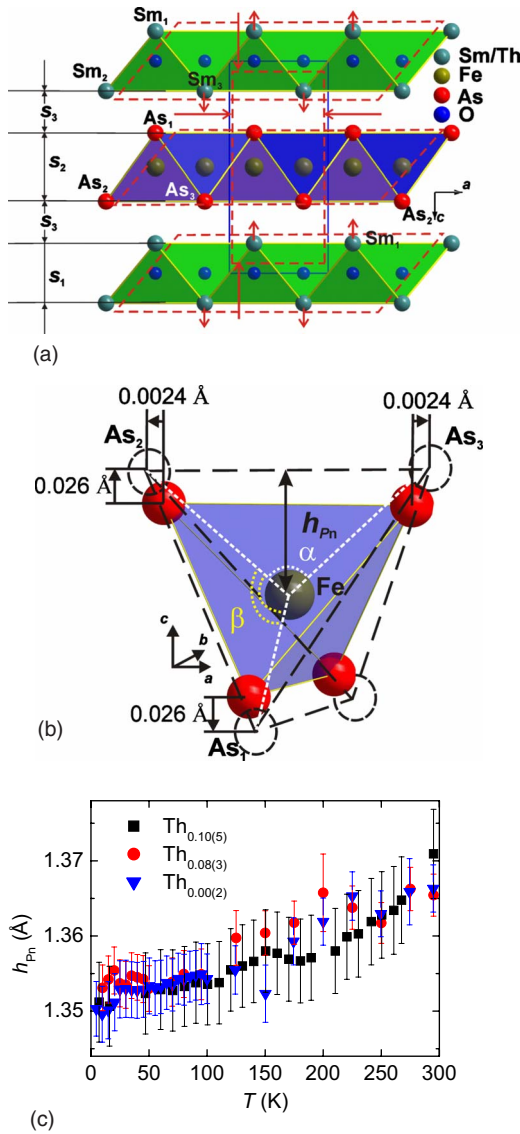 Sm₁
Sm₂
Sm₃
Sm/Th
Fe
As
O
s₃
As₁
s₂
As₂
As₃
As₂
a
c
s₃
Sm₁
s₁
(a)
0.0024 Å
0.0024 Å
As₂
As₃
0.026 Å
h_Pn
α
Fe
β
c
b
a
0.026 Å
As₁
(b)
Th₀.₁₀₍₅₎
Th₀.₀₈₍₃₎
Th₀.₀₀₍₂₎
1.37
1.36
1.35
h_Pn (Å)
0 50 100 150 200 250 300
T (K)
(c)